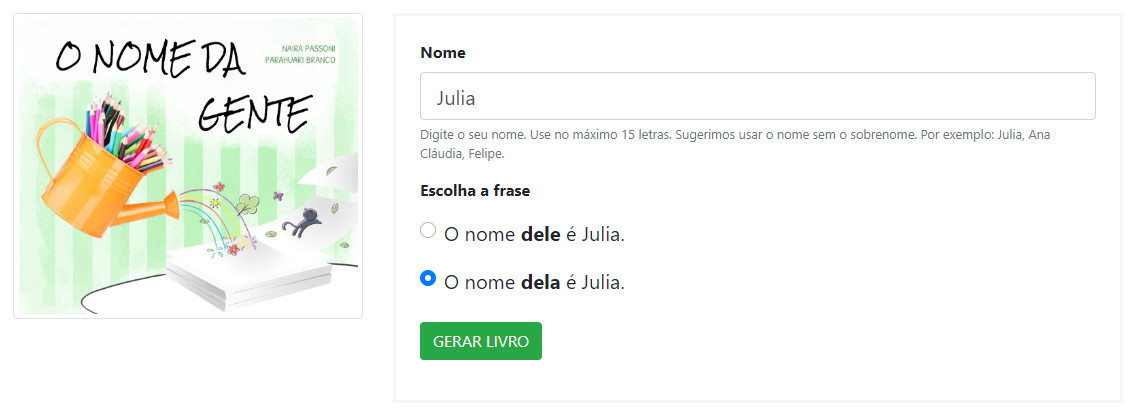 O NOME DA
GENTE
NAIRA PASSONI
PARAHUARI BRANCO
Nome
Julia
Digite o seu nome. Use no máximo 15 letras. Sugerimos usar o nome sem o sobrenome. Por exemplo: Julia, Ana
Cláudia, Felipe.
Escolha a frase
O nome dele é Julia.
O nome dela é Julia.
GERAR LIVRO